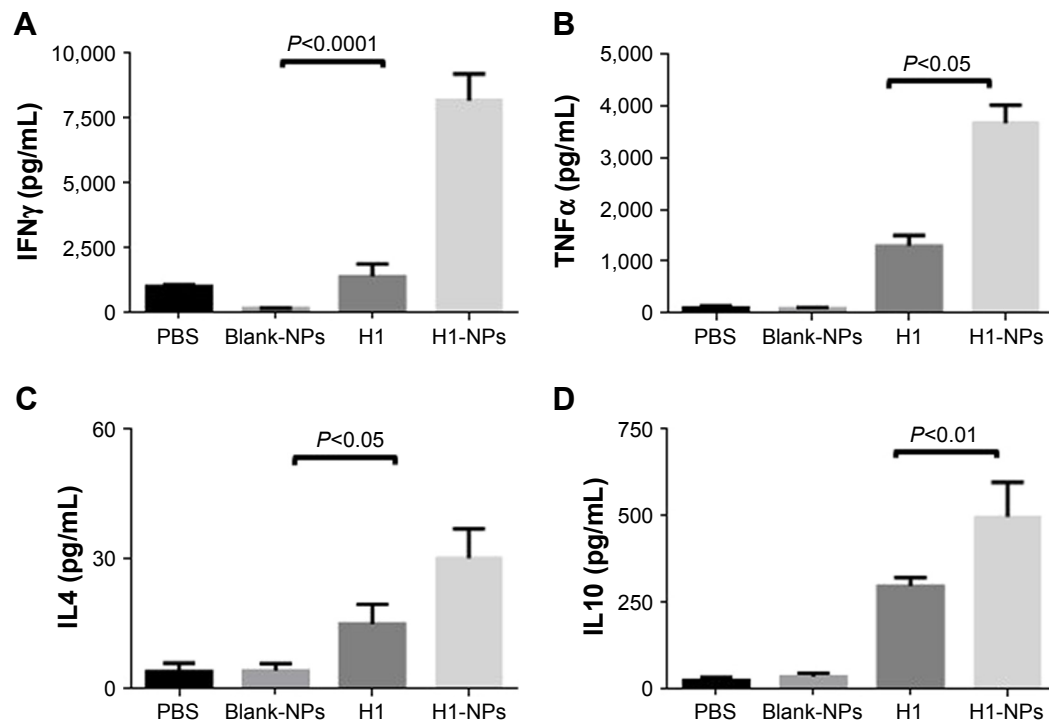 A
IFNγ (pg/mL)
10,000
7,500
5,000
2,500
0
P<0.0001
PBS Blank-NPs H1 H1-NPs
B
TNFα (pg/mL)
5,000
4,000
3,000
2,000
1,000
0
P<0.05
PBS Blank-NPs H1 H1-NPs
C
IL4 (pg/mL)
60
30
0
P<0.05
PBS Blank-NPs H1 H1-NPs
D
IL10 (pg/mL)
750
500
250
0
P<0.01
PBS Blank-NPs H1 H1-NPs